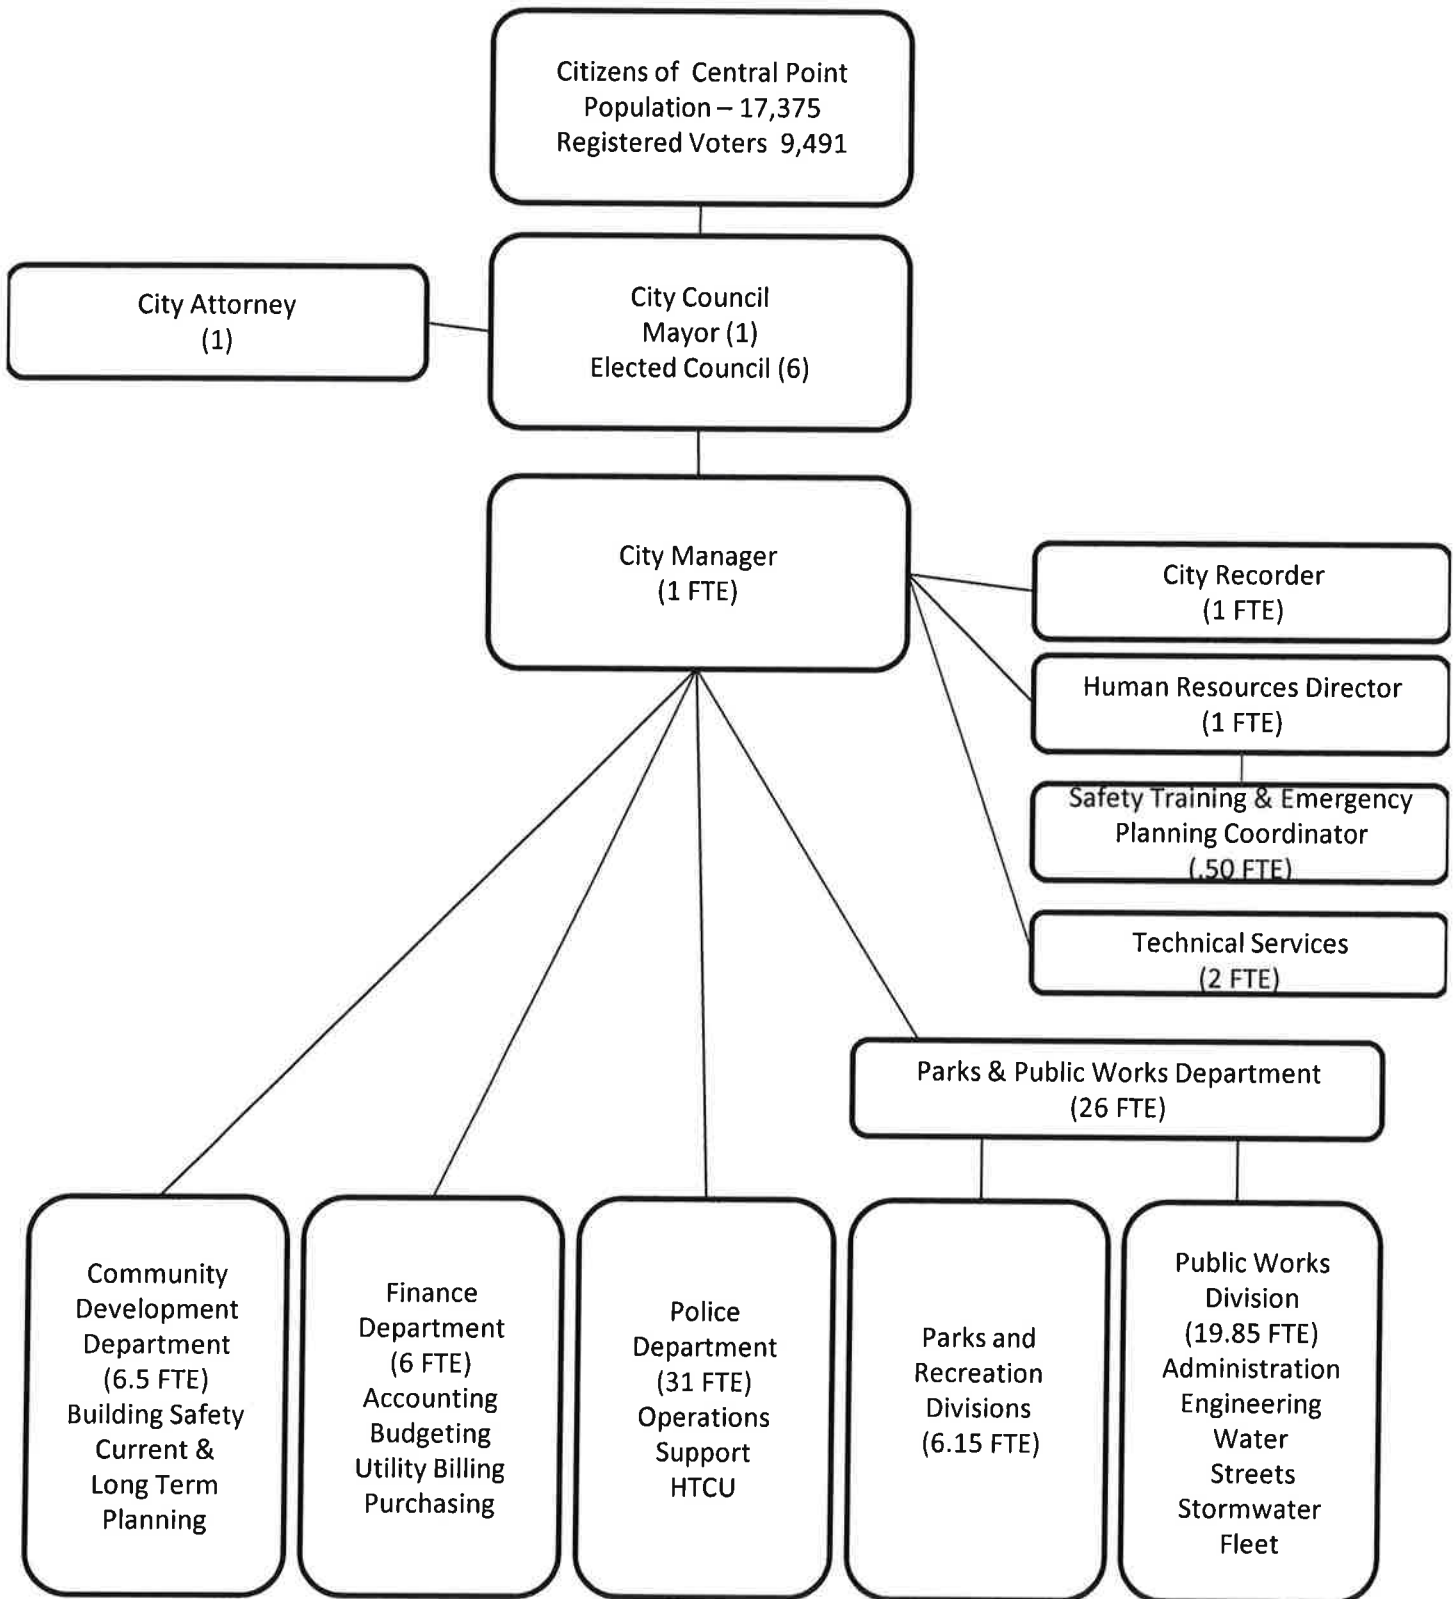 Citizens of Central Point
Population – 17,375
Registered Voters 9,491
City Attorney
(1)
City Council
Mayor (1)
Elected Council (6)
City Manager
(1 FTE)
City Recorder
(1 FTE)
Human Resources Director
(1 FTE)
Safety Training & Emergency
Planning Coordinator
(.50 FTE)
Technical Services
(2 FTE)
Parks & Public Works Department
(26 FTE)
Community
Development
Department
(6.5 FTE)
Building Safety
Current &
Long Term
Planning
Finance
Department
(6 FTE)
Accounting
Budgeting
Utility Billing
Purchasing
Police
Department
(31 FTE)
Operations
Support
HTCU
Parks and
Recreation
Divisions
(6.15 FTE)
Public Works
Division
(19.85 FTE)
Administration
Engineering
Water
Streets
Stormwater
Fleet